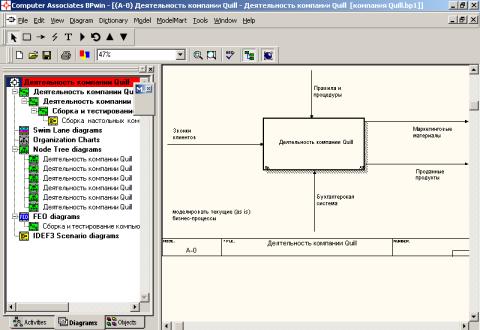 Computer Associates BPwin - [(A-0) Деятельность компании Quill - Деятельность компании Quill [компания Quill.bp1]]
File Edit View Diagram Dictionary Model ModelMart Tools Window Help
47%
Деятельность компании Quill
Деятельность компании Qu
Деятельность компании
Сборка и тестировани
Сборка настольных ком
Swim Lane diagrams
Organization Charts
Node Tree diagrams
Деятельность компании Quill
Деятельность компании Quill
Деятельность компании Quill
Деятельность компании Quill
Деятельность компании Quill
FEO diagrams
Сборка и тестирование компью
IDEF3 Scenario diagrams
Activities Diagrams Objects
Правила и
процедуры
Звонки
клиентов
Деятельность компании Quill
Маркетинговые
материалы
Проданные
продукты
Бухгалтерская
система
моделировать текущие (as is)
бизнес-процессы
NODE: TITLE: Деятельность компании Quill NUMBER:
A-0